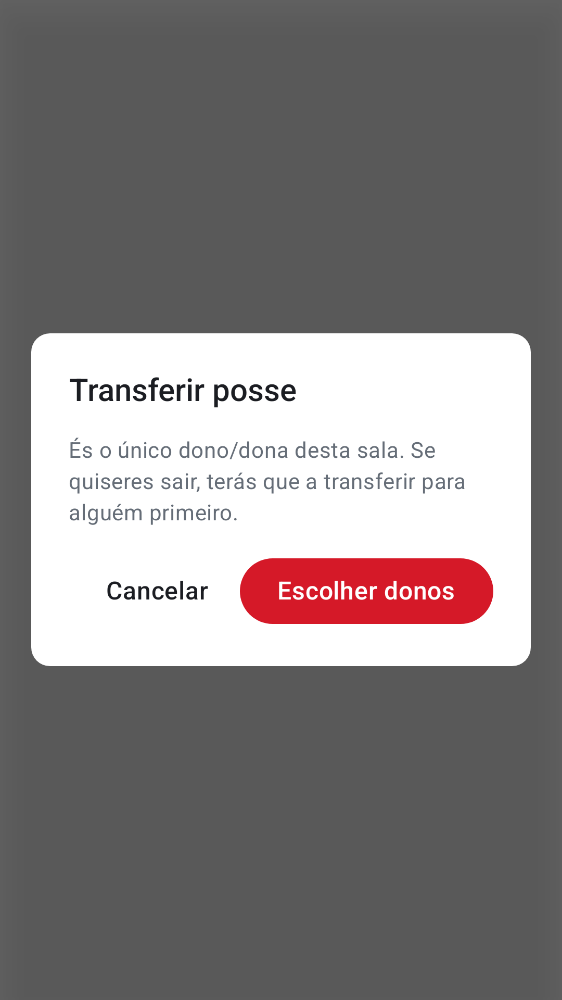 Transferir posse
És o único dono/dona desta sala. Se
quiseres sair, terás que a transferir para
alguém primeiro.
Cancelar
Escolher donos